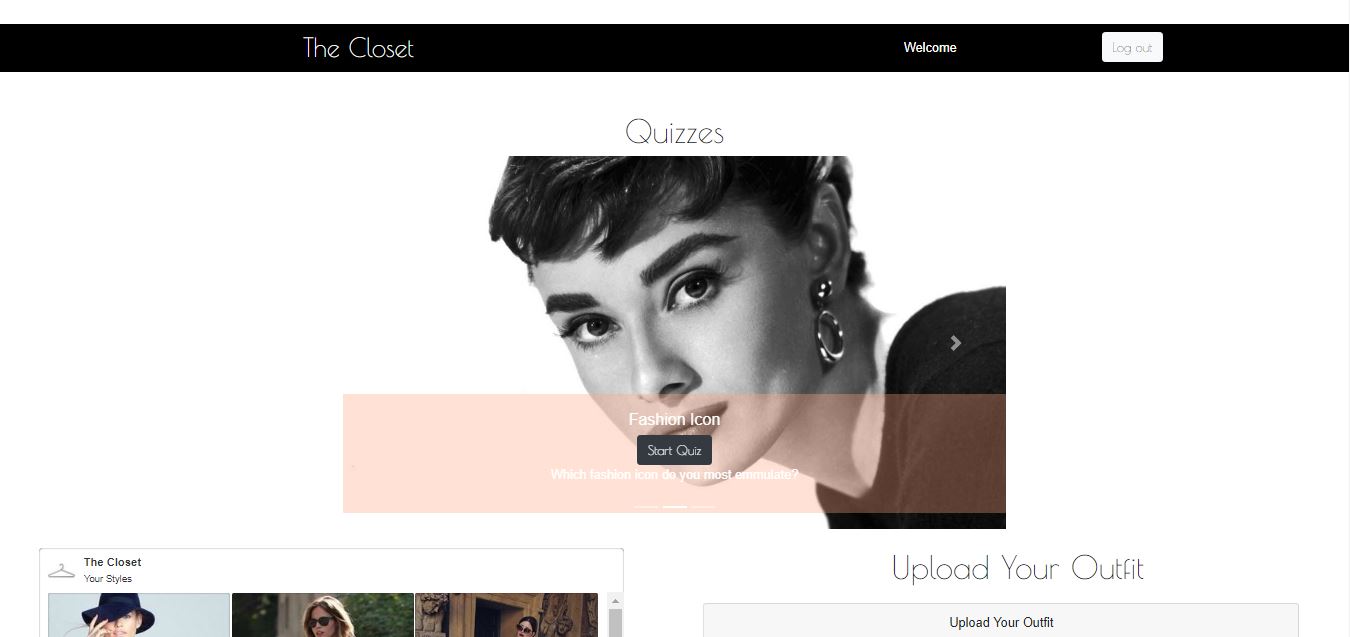 The Closet
Welcome
Log out
Quizzes
Fashion Icon
Start Quiz
Which fashion icon do you most emmulate?
The Closet
Your Styles
Upload Your Outfit
Upload Your Outfit